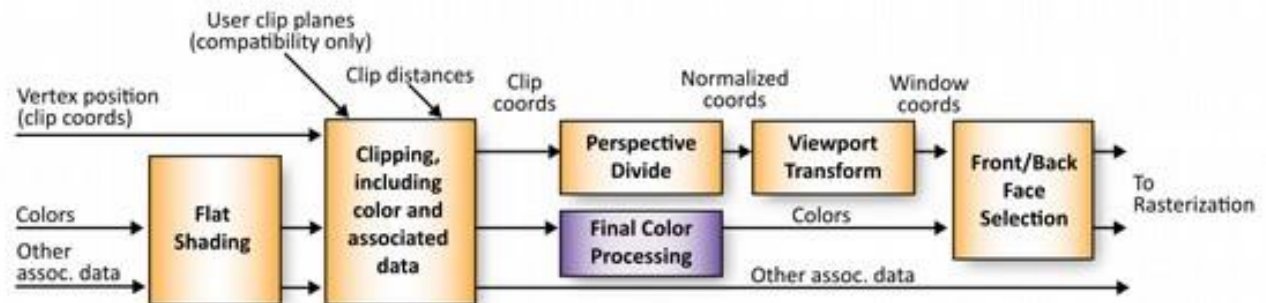 User clip planes
(compatibility only)
Clip distances
Vertex position
(clip coords)
Clip
coords
Normalized
coords
Window
coords
Clipping,
including
color and
associated
data
Perspective
Divide
Viewport
Transform
Front/Back
Face
Selection
To
Rasterization
Colors
Flat
Shading
Final Color
Processing
Colors
Other
assoc. data
Other assoc. data